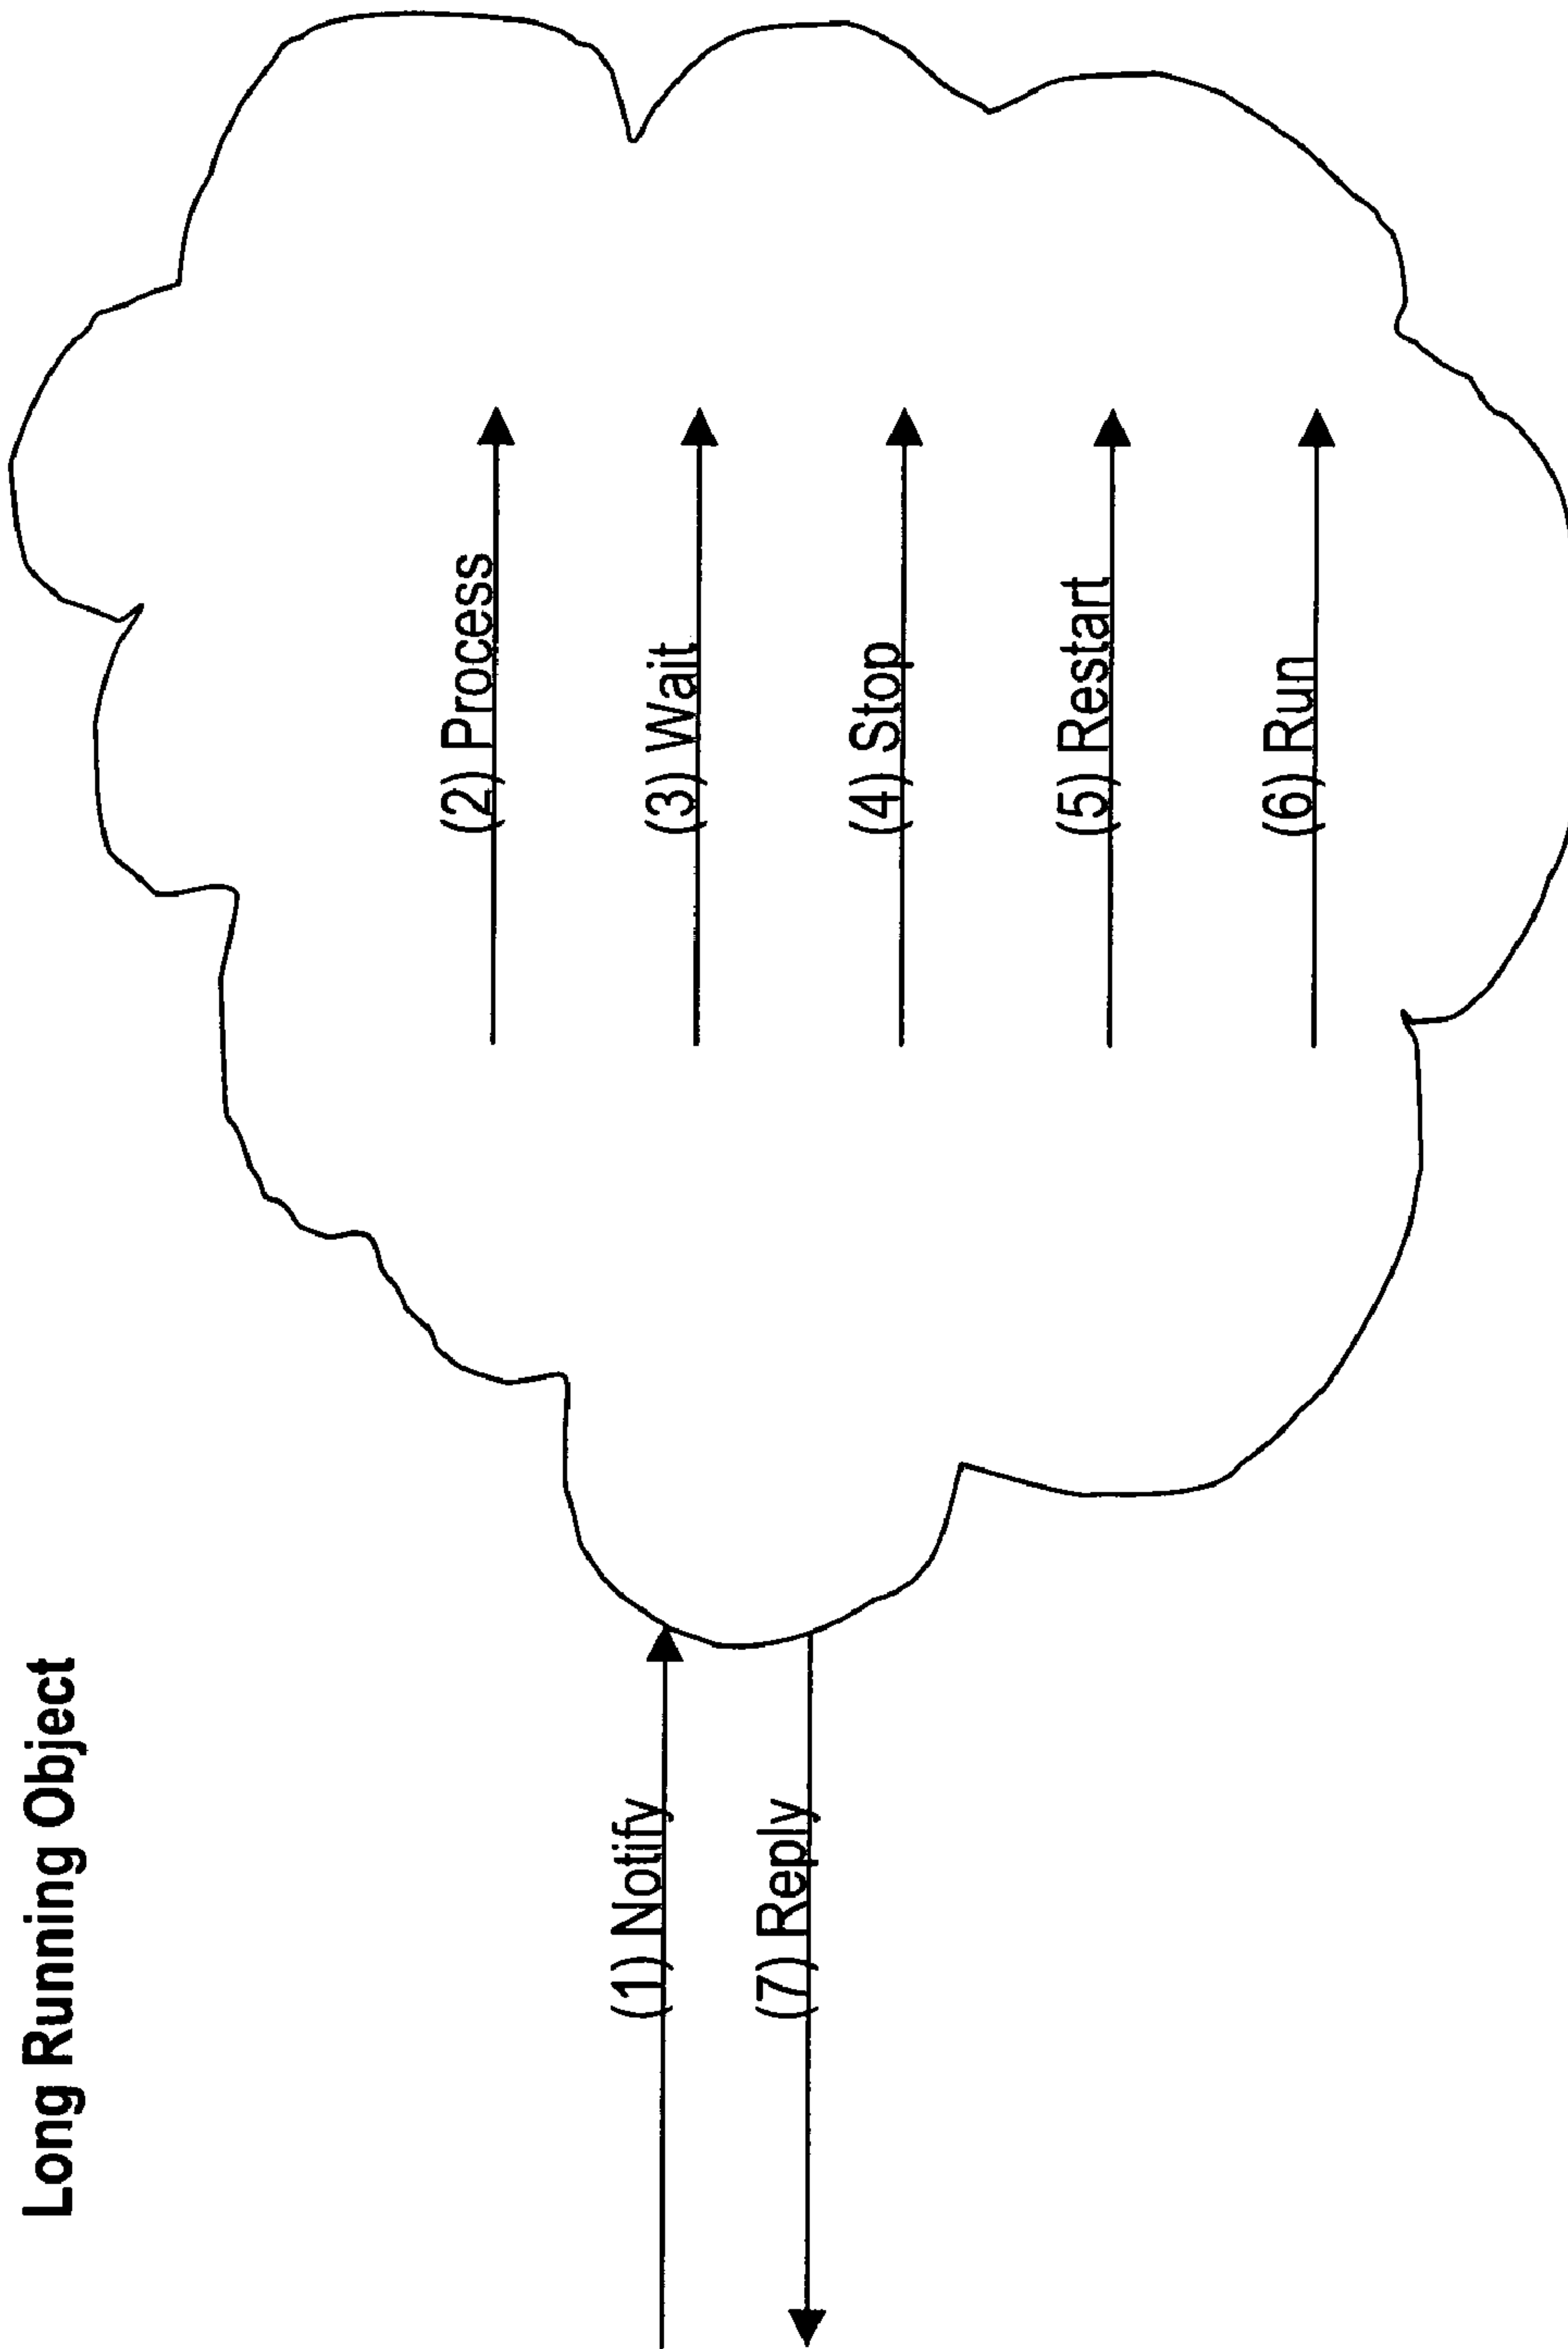 Long Running Object
(1) Notify
(7) Reply
(2) Process
(3) Wait
(4) Stop
(5) Restart
(6) Run